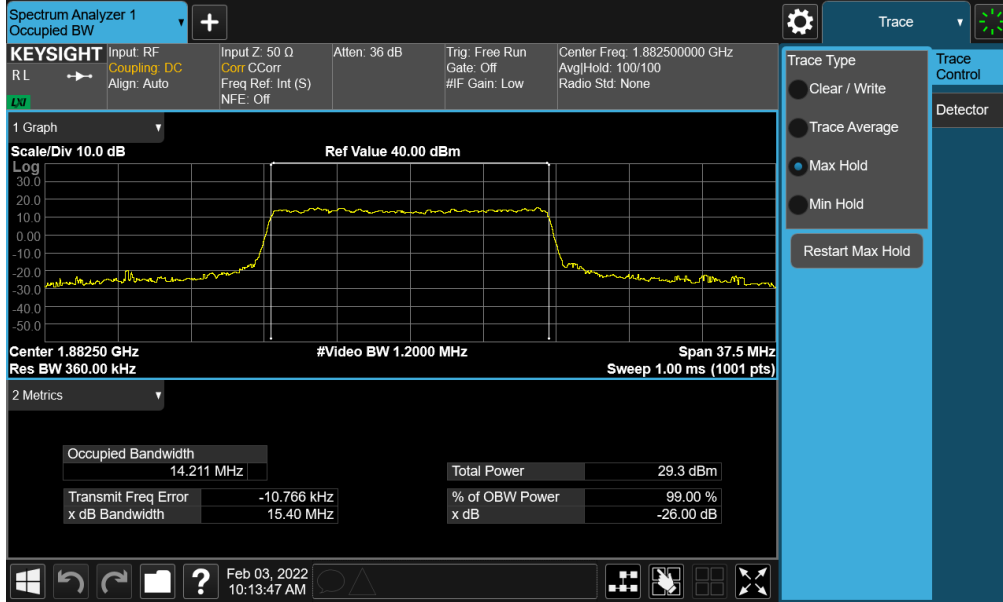 Spectrum Analyzer 1
Occupied BW
Trace
KEYSIGHT
R L
LXI
Input: RF
Coupling: DC
Align: Auto
Input Z: 50 Ω
Corr CCorr
Freq Ref: Int (S)
NFE: Off
Atten: 36 dB
Trig: Free Run
Gate: Off
#IF Gain: Low
Center Freq: 1.882500000 GHz
Avg|Hold: 100/100
Radio Std: None
1 Graph
Scale/Div 10.0 dB
Ref Value 40.00 dBm
Log
30.0
20.0
10.0
0.00
-10.0
-20.0
-30.0
-40.0
-50.0
Center 1.88250 GHz
#Video BW 1.2000 MHz
Span 37.5 MHz
Res BW 360.00 kHz
Sweep 1.00 ms (1001 pts)
2 Metrics
Occupied Bandwidth
14.211 MHz
Transmit Freq Error -10.766 kHz
x dB Bandwidth 15.40 MHz
Total Power 29.3 dBm
% of OBW Power 99.00 %
x dB -26.00 dB
Feb 03, 2022
10:13:47 AM
Trace Type
Clear / Write
Trace Average
Max Hold
Min Hold
Restart Max Hold
Trace
Control
Detector